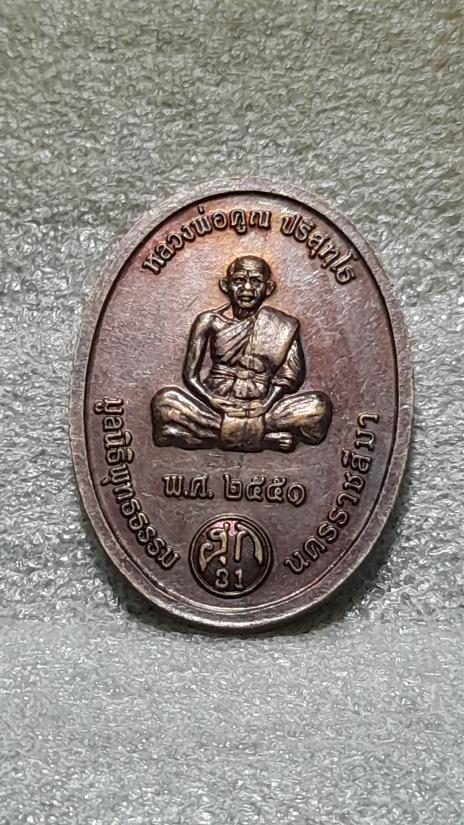 หลวงพ่อคูณ ปริสุทฺโธ
มูลนิธิพุทธธรรม
นครราชสีมา
พ.ศ. ๒๕๕๑
31